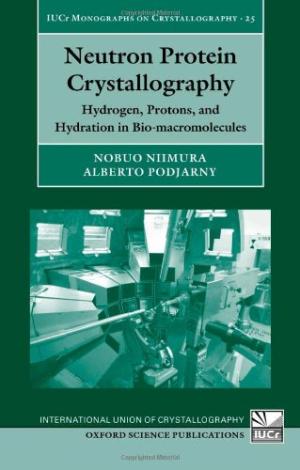 IUCr Monographs on Crystallography · 25
Neutron Protein
Crystallography
Hydrogen, Protons, and
Hydration in Bio-macromolecules
NOBUO NIIMURA
ALBERTO PODJARNY
INTERNATIONAL UNION OF CRYSTALLOGRAPHY
OXFORD SCIENCE PUBLICATIONS
IUCr